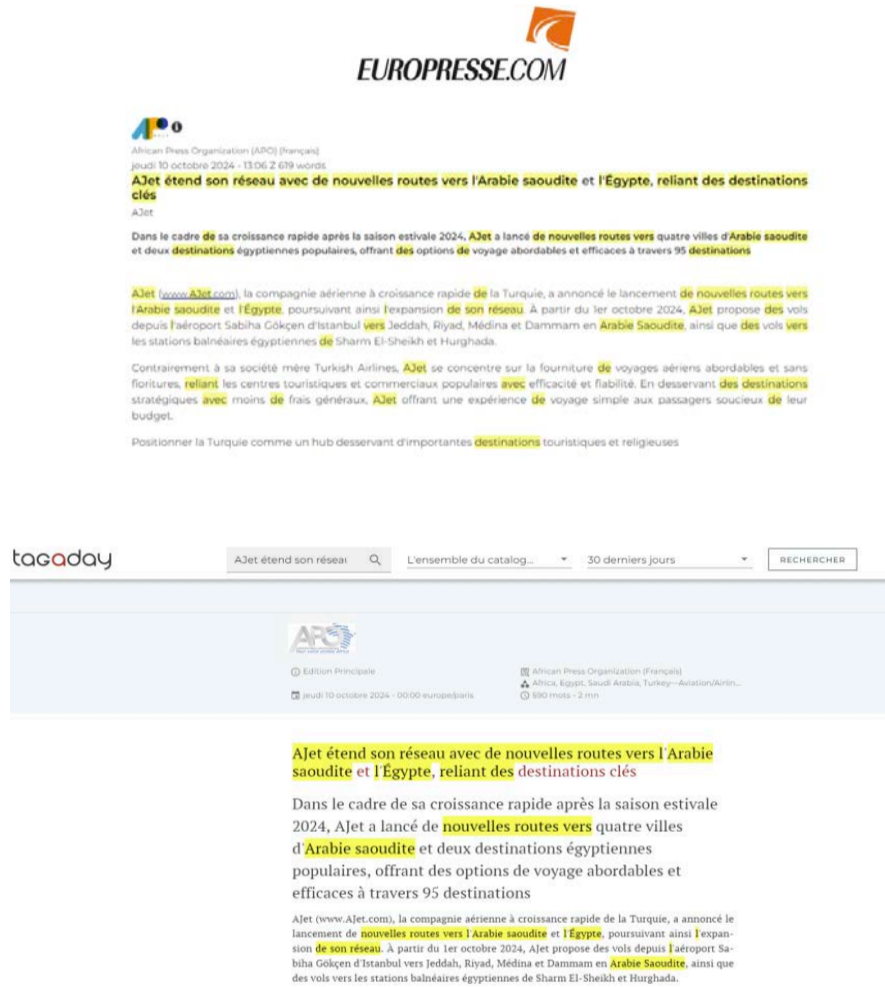 EUROPRESSE.COM
African Press Organization (APO) (français)
jeudi 10 octobre 2024 - 13:06 Z 619 words
AJet étend son réseau avec de nouvelles routes vers l'Arabie saoudite et l'Égypte, reliant des destinations
clés
AJet
Dans le cadre de sa croissance rapide après la saison estivale 2024, AJet a lancé de nouvelles routes vers quatre villes d'Arabie saoudite
et deux destinations égyptiennes populaires, offrant des options de voyage abordables et efficaces à travers 95 destinations
AJet (www.AJet.com), la compagnie aérienne à croissance rapide de la Turquie, a annoncé le lancement de nouvelles routes vers
l'Arabie saoudite et l'Égypte, poursuivant ainsi l'expansion de son réseau. À partir du 1er octobre 2024, AJet propose des vols
depuis l'aéroport Sabiha Gökçen d'Istanbul vers Jeddah, Riyad, Médina et Dammam en Arabie Saoudite, ainsi que des vols vers
les stations balnéaires égyptiennes de Sharm El-Sheikh et Hurghada.
Contrairement à sa société mère Turkish Airlines, AJet se concentre sur la fourniture de voyages aériens abordables et sans
fioritures, reliant les centres touristiques et commerciaux populaires avec efficacité et fiabilité. En desservant des destinations
stratégiques avec moins de frais généraux, AJet offrant une expérience de voyage simple aux passagers soucieux de leur
budget.
Positionner la Turquie comme un hub desservant d'importantes destinations touristiques et religieuses
tagaday AJet étend son réseau L'ensemble du catalog... 30 derniers jours RECHERCHER
APO
Edition Principale African Press Organization (Français)
Africa, Egypt, Saudi Arabia, Turkey—Aviation/Airlin...
jeudi 10 octobre 2024 - 00:00 europe/paris 590 mots - 2 mn
AJet étend son réseau avec de nouvelles routes vers l'Arabie
saoudite et l'Égypte, reliant des destinations clés
Dans le cadre de sa croissance rapide après la saison estivale
2024, AJet a lancé de nouvelles routes vers quatre villes
d'Arabie saoudite et deux destinations égyptiennes
populaires, offrant des options de voyage abordables et
efficaces à travers 95 destinations
AJet (www.AJet.com), la compagnie aérienne à croissance rapide de la Turquie, a annoncé le
lancement de nouvelles routes vers l'Arabie saoudite et l'Égypte, poursuivant ainsi l'expan-
sion de son réseau. À partir du 1er octobre 2024, AJet propose des vols depuis l'aéroport Sa-
biha Gökçen d'Istanbul vers Jeddah, Riyad, Médina et Dammam en Arabie Saoudite, ainsi que
des vols vers les stations balnéaires égyptiennes de Sharm El-Sheikh et Hurghada.